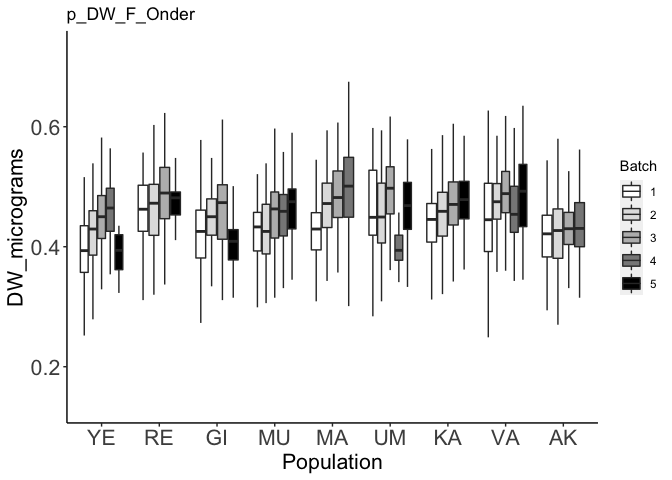 p_DW_F_Onder
DW_micrograms
0.6
0.4
0.2
YE RE GI MU MA UM KA VA AK
Population
Batch
1
2
3
4
5